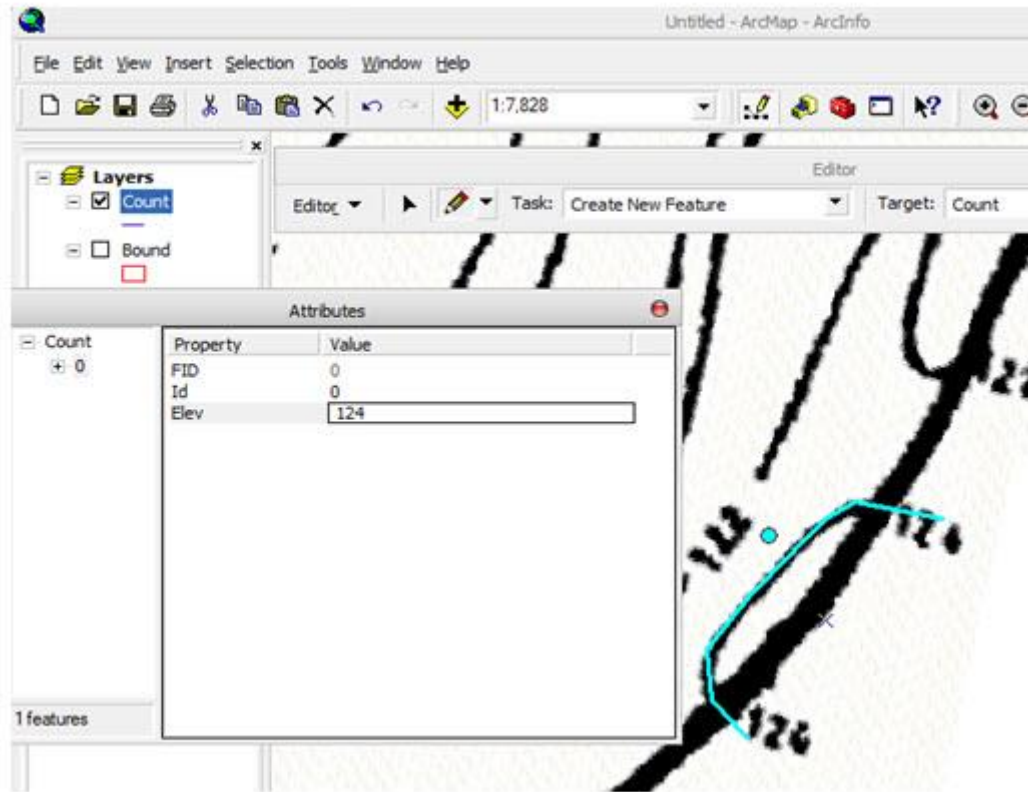 Untitled - ArcMap - ArcInfo
File Edit View Insert Selection Tools Window Help
1:7,828
Layers
Editor
Count
Editor Task: Create New Feature Target: Count
Bound
Attributes
Count Property Value
0 FID 0
Id 0
Elev 124
124
124
1 features